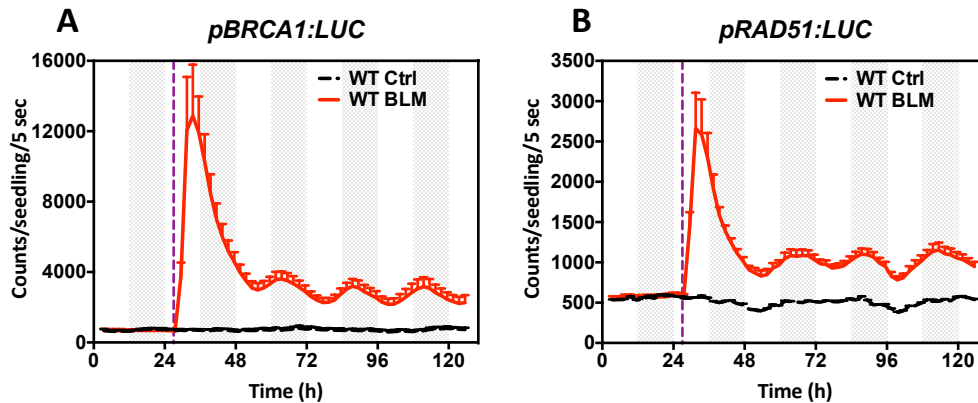 A
pBRCA1:LUC
16000
12000
8000
4000
0
Counts/seedling/5 sec
WT Ctrl
WT BLM
0 24 48 72 96 120
Time (h)
B
pRAD51:LUC
3500
3000
2500
2000
1500
1000
500
0
Counts/seedling/5 sec
WT Ctrl
WT BLM
0 24 48 72 96 120
Time (h)